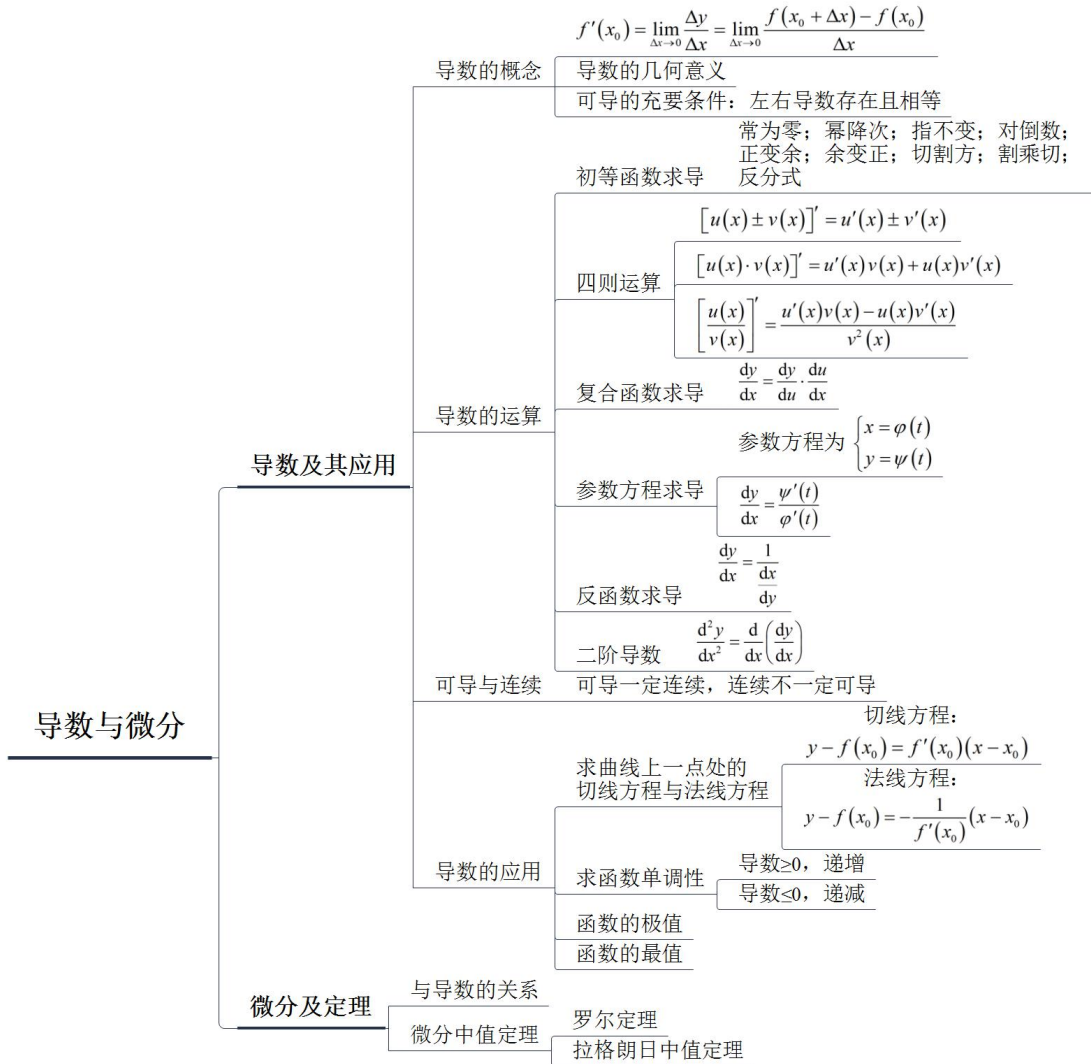 导数与微分
导数及其应用
导数的概念
f′(x₀) = lim_{Δx→0} Δy/Δx = lim_{Δx→0} [f(x₀ + Δx) − f(x₀)]/Δx
导数的几何意义
可导的充要条件：左右导数存在且相等
导数的运算
初等函数求导
常为零；幂降次；指不变；对倒数；
正变余；余变正；切割方；割乘切；
反分式
四则运算
[u(x) ± v(x)]′ = u′(x) ± v′(x)
[u(x) · v(x)]′ = u′(x)v(x) + u(x)v′(x)
[u(x)/v(x)]′ = [u′(x)v(x) − u(x)v′(x)]/v²(x)
复合函数求导
dy/dx = dy/du · du/dx
参数方程求导
参数方程为 { x = φ(t)
y = ψ(t)
dy/dx = ψ′(t)/φ′(t)
反函数求导
dy/dx = 1/(dx/dy)
二阶导数
d²y/dx² = d/dx (dy/dx)
可导与连续
可导一定连续，连续不一定可导
导数的应用
求曲线上一点处的
切线方程与法线方程
切线方程：
y − f(x₀) = f′(x₀)(x − x₀)
法线方程：
y − f(x₀) = − 1/f′(x₀) (x − x₀)
求函数单调性
导数≥0，递增
导数≤0，递减
函数的极值
函数的最值
微分及定理
与导数的关系
微分中值定理
罗尔定理
拉格朗日中值定理